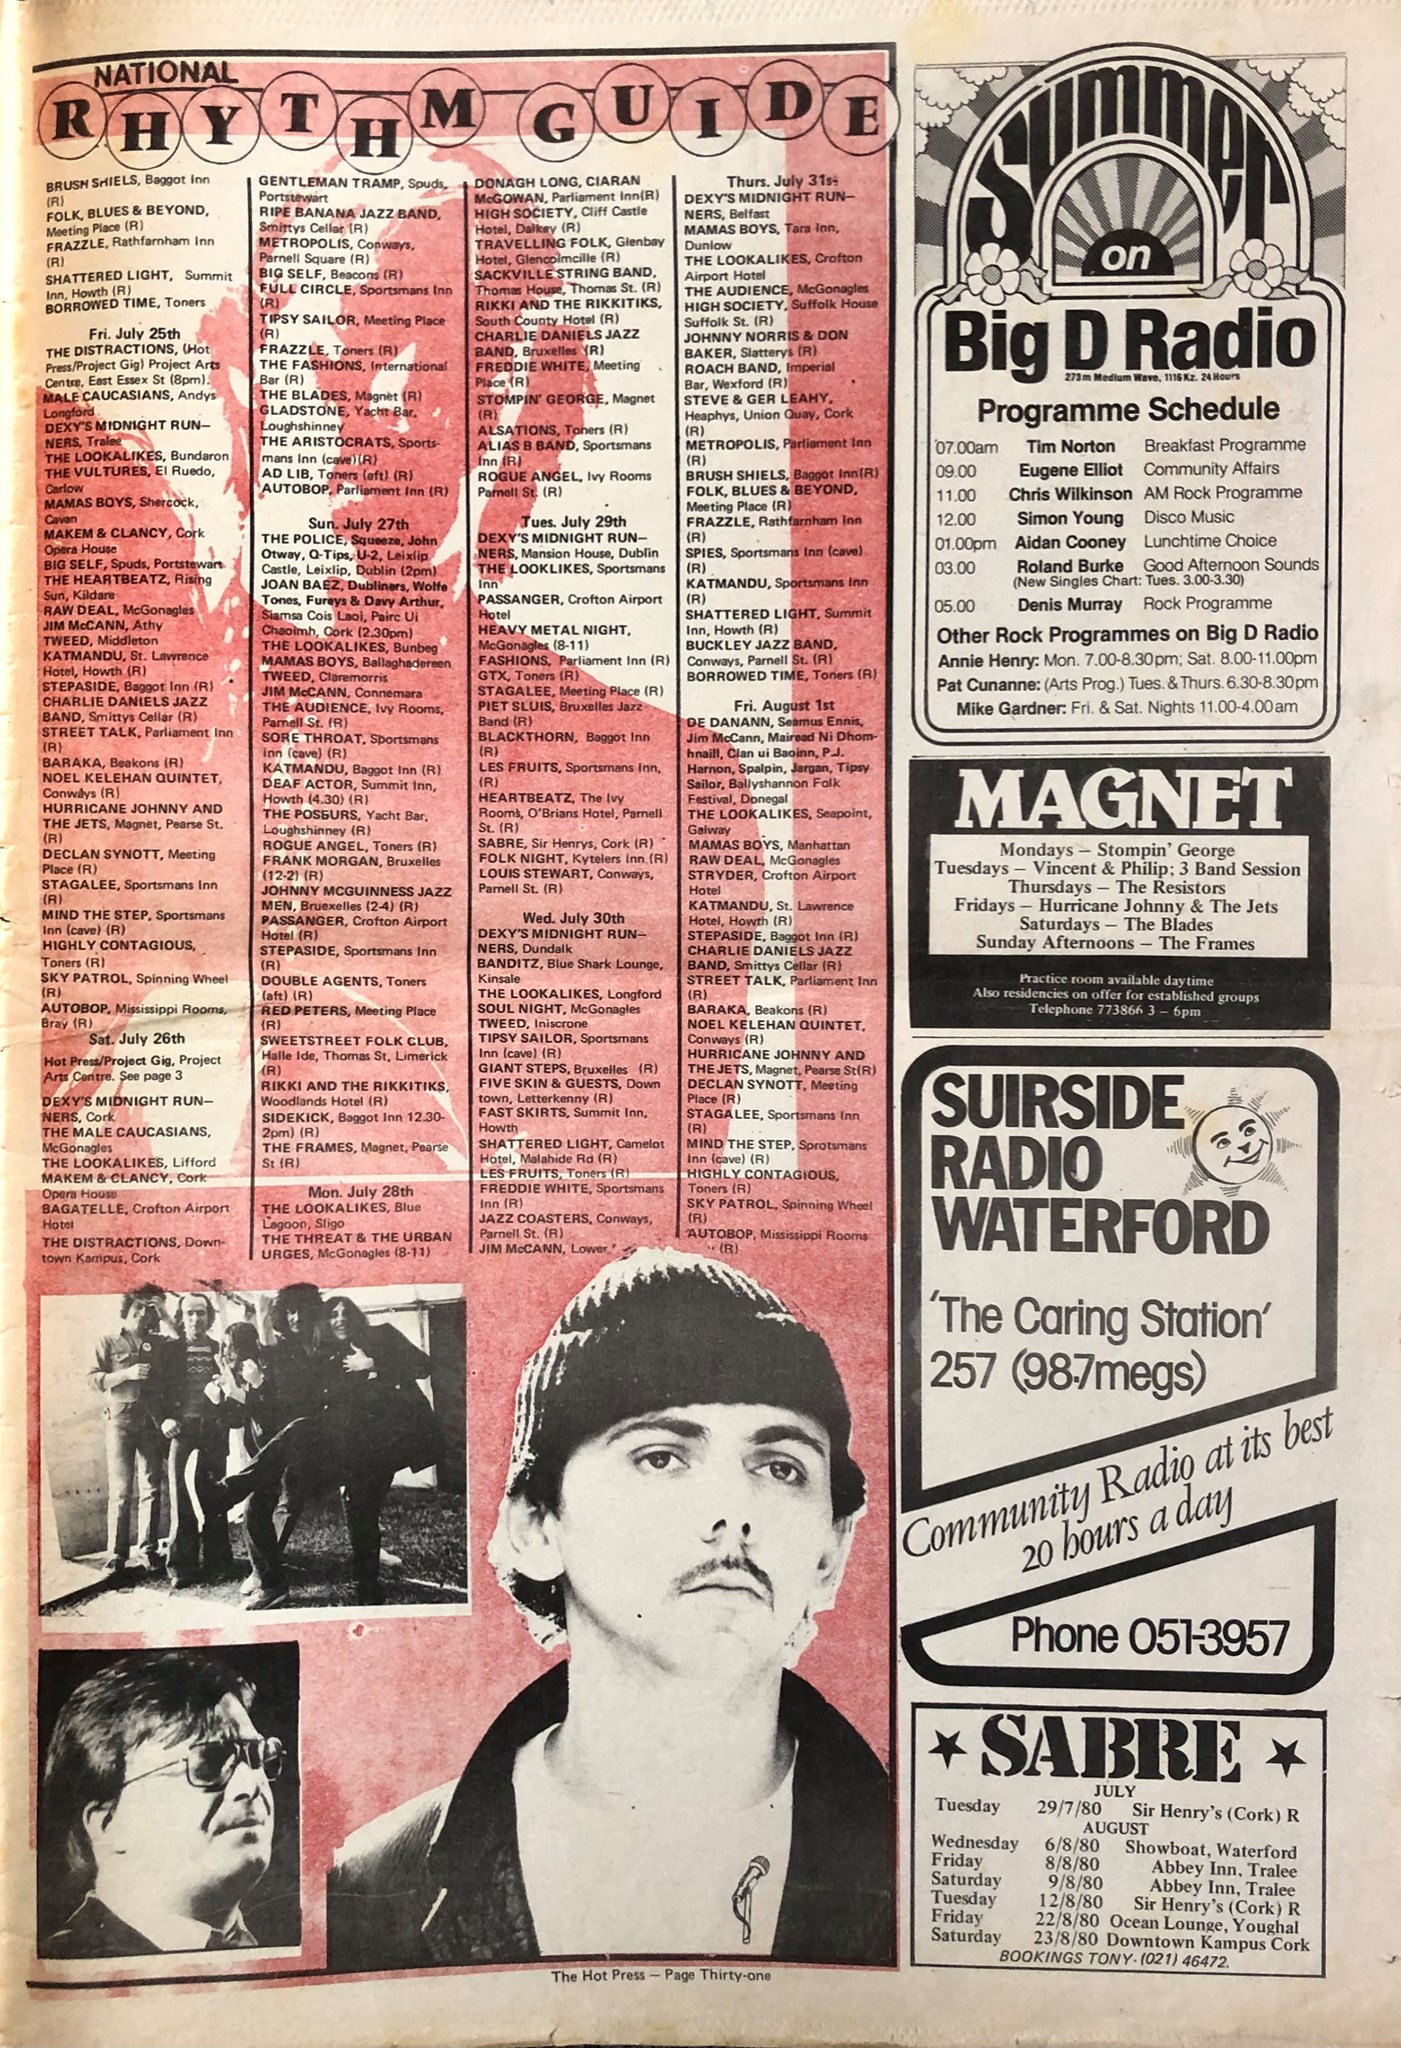 NATIONAL
RHYTHM GUIDE
BRUSH SHIELS, Baggot Inn
(R)
FOLK, BLUES & BEYOND,
Meeting Place (R)
FRAZZLE, Rathfarnham Inn
(R)
SHATTERED LIGHT, Summit
Inn, Howth (R)
BORROWED TIME, Toners
Fri. July 25th
THE DISTRACTIONS, (Hot
Press/Project Gig) Project Arts
Centre, East Essex St (8pm).
MALE CAUCASIANS, Andys
Longford
DEXY'S MIDNIGHT RUN—
NERS, Tralee
THE LOOKALIKES, Bundoran
THE VULTURES, El Ruedo,
Carlow
MAMAS BOYS, Shercock,
Cavan
MAKEM & CLANCY, Cork
Opera House
BIG SELF, Spuds, Portstewart
THE HEARTBEATZ, Rising
Sun, Kildare
RAW DEAL, McGonagles
JIM McCANN, Athy
TWEED, Middleton
KATMANDU, St. Lawrence
Hotel, Howth (R)
STEPASIDE, Baggot Inn (R)
CHARLIE DANIELS JAZZ
BAND, Smittys Cellar (R)
STREET TALK, Parliament Inn
(R)
BARAKA, Beakons (R)
NOEL KELEHAN QUINTET,
Conways (R)
HURRICANE JOHNNY AND
THE JETS, Magnet, Pearse St.
(R)
DECLAN SYNOTT, Meeting
Place (R)
STAGALEE, Sportsmans Inn
(R)
MIND THE STEP, Sportsmans
Inn (cave) (R)
HIGHLY CONTAGIOUS,
Toners (R)
SKY PATROL, Spinning Wheel
(R)
AUTOBOP, Mississippi Rooms,
Bray (R)
Sat. July 26th
Hot Press/Project Gig, Project
Arts Centre. See page 3
DEXY'S MIDNIGHT RUN—
NERS, Cork
THE MALE CAUCASIANS,
McGonagles
THE LOOKALIKES, Lifford
MAKEM & CLANCY, Cork
Opera House
BAGATELLE, Crofton Airport
Hotel
THE DISTRACTIONS, Down-
town Kampus, Cork
GENTLEMAN TRAMP, Spuds,
Portstewart
RIPE BANANA JAZZ BAND,
Smittys Cellar (R)
METROPOLIS, Conways,
Parnell Square (R)
BIG SELF, Beacons (R)
FULL CIRCLE, Sportsmans Inn
(R)
TIPSY SAILOR, Meeting Place
(R)
FRAZZLE, Toners (R)
THE FASHIONS, International
Bar (R)
THE BLADES, Magnet (R)
GLADSTONE, Yacht Bar,
Loughshinney
THE ARISTOCRATS, Sports-
mans Inn (cave)(R)
AD LIB, Toners (aft) (R)
AUTOBOP, Parliament Inn (R)
Sun. July 27th
THE POLICE, Squeeze, John
Otway, Q-Tips, U-2, Leixlip
Castle, Leixlip, Dublin (2pm)
JOAN BAEZ, Dubliners, Wolfe
Tones, Fureys & Davy Arthur,
Siamsa Cois Laoi, Pairc Ui
Chaoimh, Cork (2.30pm)
THE LOOKALIKES, Bunbeg
MAMAS BOYS, Ballaghadereen
TWEED, Claremorris
JIM McCANN, Connemara
THE AUDIENCE, Ivy Rooms,
Parnell St. (R)
SORE THROAT, Sportsmans
Inn (cave) (R)
KATMANDU, Baggot Inn (R)
DEAF ACTOR, Summit Inn,
Howth (4.30) (R)
THE POSEURS, Yacht Bar,
Loughshinney (R)
ROGUE ANGEL, Toners (R)
FRANK MORGAN, Bruxelles
(12-2) (R)
JOHNNY MCGUINNESS JAZZ
MEN, Bruexelles (2-4) (R)
PASSANGER, Crofton Airport
Hotel (R)
STEPASIDE, Sportsmans Inn
(R)
DOUBLE AGENTS, Toners
(aft) (R)
RED PETERS, Meeting Place
(R)
SWEETSTREET FOLK CLUB,
Halle Ide, Thomas St, Limerick
(R)
RIKKI AND THE RIKKITIKS,
Woodlands Hotel (R)
SIDEKICK, Baggot Inn 12.30-
2pm) (R)
THE FRAMES, Magnet, Pearse
St (R)
Mon. July 28th
THE LOOKALIKES, Blue
Lagoon, Sligo
THE THREAT & THE URBAN
URGES, McGonagles (8-11)
DONAGH LONG, CIARAN
McGOWAN, Parliament Inn(R)
HIGH SOCIETY, Cliff Castle
Hotel, Dalkey (R)
TRAVELLING FOLK, Glenbay
Hotel, Glencolmcille (R)
SACKVILLE STRING BAND,
Thomas House, Thomas St. (R)
RIKKI AND THE RIKKITIKS,
South County Hotel (R)
CHARLIE DANIELS JAZZ
BAND, Bruxelles (R)
FREDDIE WHITE, Meeting
Place (R)
STOMPIN' GEORGE, Magnet
(R)
ALSATIONS, Toners (R)
ALIAS B BAND, Sportsmans
Inn (R)
ROGUE ANGEL, Ivy Rooms
Parnell St. (R)
Tues. July 29th
DEXY'S MIDNIGHT RUN—
NERS, Mansion House, Dublin
THE LOOKLIKES, Sportsmans
Inn
PASSANGER, Crofton Airport
Hotel
HEAVY METAL NIGHT,
McGonagles (8-11)
FASHIONS, Parliament Inn (R)
GTX, Toners (R)
STAGALEE, Meeting Place (R)
PIET SLUIS, Bruxelles Jazz
Band (R)
BLACKTHORN, Baggot Inn
(R)
LES FRUITS, Sportsmans Inn,
(R)
HEARTBEATZ, The Ivy
Rooms, O'Brians Hotel, Parnell
St. (R)
SABRE, Sir Henrys, Cork (R)
FOLK NIGHT, Kytelers Inn (R)
LOUIS STEWART, Conways,
Parnell St. (R)
Wed. July 30th
DEXY'S MIDNIGHT RUN—
NERS, Dundalk
BANDITZ, Blue Shark Lounge,
Kinsale
THE LOOKALIKES, Longford
SOUL NIGHT, McGonagles
TWEED, Iniscrone
TIPSY SAILOR, Sportsmans
Inn (cave) (R)
GIANT STEPS, Bruxelles (R)
FIVE SKIN & GUESTS, Down
town, Letterkenny (R)
FAST SKIRTS, Summit Inn,
Howth
SHATTERED LIGHT, Camelot
Hotel, Malahide Rd (R)
LES FRUITS, Toners (R)
FREDDIE WHITE, Sportsmans
Inn (R)
JAZZ COASTERS, Conways,
Parnell St. (R)
JIM McCANN, Lower
Thurs. July 31st
DEXY'S MIDNIGHT RUN—
NERS, Belfast
MAMAS BOYS, Tara Inn,
Dunlow
THE LOOKALIKES, Crofton
Airport Hotel
THE AUDIENCE, McGonagles
HIGH SOCIETY, Suffolk House
Suffolk St. (R)
JOHNNY NORRIS & DON
BAKER, Slatterys (R)
ROACH BAND, Imperial
Bar, Wexford (R)
STEVE & GER LEAHY,
Heaphys, Union Quay, Cork
(R)
METROPOLIS, Parliament Inn
(R)
BRUSH SHIELS, Baggot Inn(R)
FOLK, BLUES & BEYOND,
Meeting Place (R)
FRAZZLE, Rathfarnham Inn
(R)
SPIES, Sportsmans Inn (cave)
(R)
KATMANDU, Sportsmans Inn
(R)
SHATTERED LIGHT, Summit
Inn, Howth (R)
BUCKLEY JAZZ BAND,
Conways, Parnell St. (R)
BORROWED TIME, Toners (R)
Fri. August 1st
DE DANANN, Seamus Ennis,
Jim McCann, Mairead Ni Dhom-
hnaill, Clan ui Baoinn, P.J.
Harnon, Spalpin, Jargan, Tipsy
Sailor, Ballyshannon Folk
Festival, Donegal
THE LOOKALIKES, Seapoint,
Galway
MAMAS BOYS, Manhattan
RAW DEAL, McGonagles
STRYDER, Crofton Airport
Hotel
KATMANDU, St. Lawrence
Hotel, Howth (R)
STEPASIDE, Baggot Inn (R)
CHARLIE DANIELS JAZZ
BAND, Smittys Cellar (R)
STREET TALK, Parliament Inn
(R)
BARAKA, Beakons (R)
NOEL KELEHAN QUINTET,
Conways (R)
HURRICANE JOHNNY AND
THE JETS, Magnet, Pearse St(R)
DECLAN SYNOTT, Meeting
Place (R)
STAGALEE, Sportsmans Inn
(R)
MIND THE STEP, Sprotsmans
Inn (cave) (R)
HIGHLY CONTAGIOUS,
Toners (R)
SKY PATROL, Spinning Wheel
(R)
AUTOBOP, Mississippi Rooms
(R)
The Hot Press — Page Thirty-one
Summer
on
Big D Radio
273m Medium Wave, 1116 Kz. 24 Hours
Programme Schedule
07.00am Tim Norton Breakfast Programme
09.00 Eugene Elliot Community Affairs
11.00 Chris Wilkinson AM Rock Programme
12.00 Simon Young Disco Music
01.00pm Aidan Cooney Lunchtime Choice
03.00 Roland Burke Good Afternoon Sounds
(New Singles Chart: Tues. 3.00-3.30)
05.00 Denis Murray Rock Programme
Other Rock Programmes on Big D Radio
Annie Henry: Mon. 7.00-8.30pm; Sat. 8.00-11.00pm
Pat Cunanne: (Arts Prog.) Tues. & Thurs. 6.30-8.30pm
Mike Gardner: Fri. & Sat. Nights 11.00-4.00am
MAGNET
Mondays — Stompin' George
Tuesdays — Vincent & Philip; 3 Band Session
Thursdays — The Resistors
Fridays — Hurricane Johnny & The Jets
Saturdays — The Blades
Sunday Afternoons — The Frames
Practice room available daytime
Also residencies on offer for established groups
Telephone 773866 3 – 6pm
SUIRSIDE
RADIO
WATERFORD
'The Caring Station'
257 (98.7megs)
Community Radio at its best
20 hours a day
Phone 051-3957
★ SABRE ★
JULY
Tuesday 29/7/80 Sir Henry's (Cork) R
AUGUST
Wednesday 6/8/80 Showboat, Waterford
Friday 8/8/80 Abbey Inn, Tralee
Saturday 9/8/80 Abbey Inn, Tralee
Tuesday 12/8/80 Sir Henry's (Cork) R
Friday 22/8/80 Ocean Lounge, Youghal
Saturday 23/8/80 Downtown Kampus Cork
BOOKINGS TONY. (021) 46472.